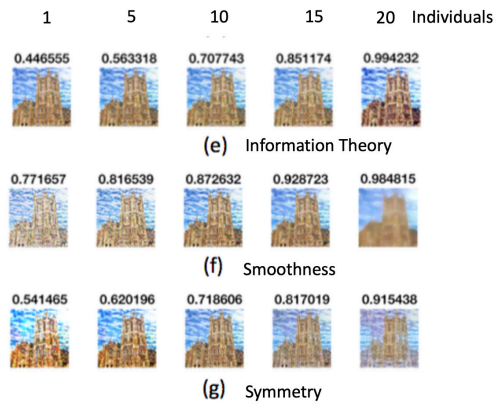 1 5 10 15 20 Individuals
0.446555 0.563318 0.707743 0.851174 0.994232
(e) Information Theory
0.771657 0.816539 0.872632 0.928723 0.984815
(f) Smoothness
0.541465 0.620196 0.718606 0.817019 0.915438
(g) Symmetry